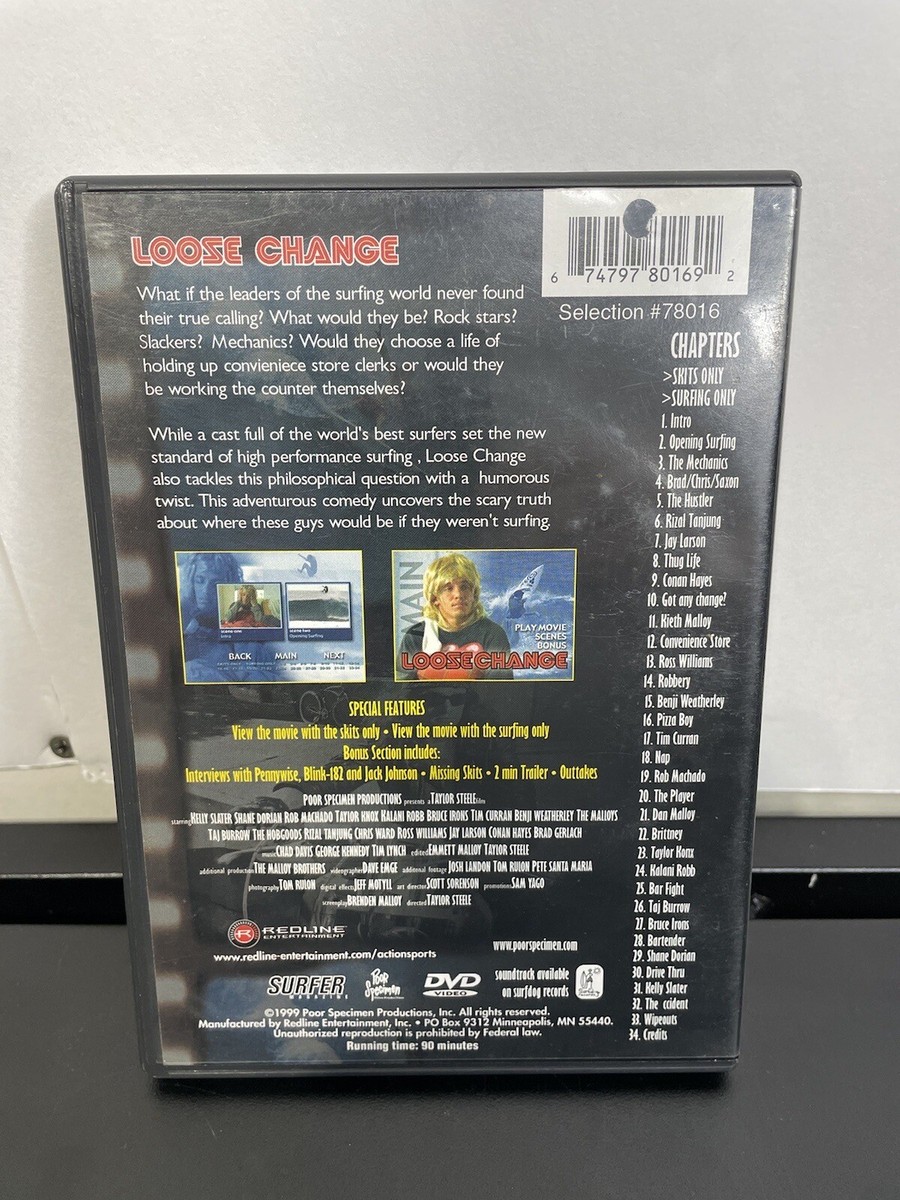 LOOSE CHANGE
What if the leaders of the surfing world never found
their true calling? What would they be? Rock stars?
Slackers? Mechanics? Would they choose a life of
holding up convieniece store clerks or would they
be working the counter themselves?
While a cast full of the world's best surfers set the new
standard of high performance surfing , Loose Change
also tackles this philosophical question with a humorous
twist. This adventurous comedy uncovers the scary truth
about where these guys would be if they weren't surfing.
scene one
Intro
scene two
Opening Surfing
BACK MAIN NEXT
MAIN
PLAY MOVIE
SCENES
BONUS
LOOSE CHANGE
SPECIAL FEATURES
View the movie with the skits only • View the movie with the surfing only
Bonus Section includes:
Interviews with Pennywise, Blink-182 and Jack Johnson • Missing Skits • 2 min Trailer • Outtakes
POOR SPECIMEN PRODUCTIONS presents a TAYLOR STEELE film
starring KELLY SLATER SHANE DORIAN ROB MACHADO TAYLOR KNOX KALANI ROBB BRUCE IRONS TIM CURRAN BENJI WEATHERLEY THE MALLOYS
TAJ BURROW THE HOBGOODS RIZAL TANJUNG CHRIS WARD ROSS WILLIAMS JAY LARSON CONAN HAYES BRAD GERLACH
music CHAD DAVIS GEORGE KENNEDY TIM LYNCH edited EMMETT MALLOY TAYLOR STEELE
additional production THE MALLOY BROTHERS videographer DAVE EMGE additional footage JOSH LANDON TOM RULON PETE SANTA MARIA
photography TOM RULON digital effects JEFF MOTYLL art director SCOTT SORENSON promotions SAM YAGO
screenplay BRENDEN MALLOY directed TAYLOR STEELE
R REDLINE
ENTERTAINMENT
www.redline-entertainment.com/actionsports
www.poorspecimen.com
SURFER
MAGAZINE
Poor
Specimen
DVD
VIDEO
soundtrack available
on surfdog records
©1999 Poor Specimen Productions, Inc. All rights reserved.
Manufactured by Redline Entertainment, Inc. • PO Box 9312 Minneapolis, MN 55440.
Unauthorized reproduction is prohibited by Federal law.
Running time: 90 minutes
6 74797 80169 2
Selection #78016
CHAPTERS
>SKITS ONLY
>SURFING ONLY
1. Intro
2. Opening Surfing
3. The Mechanics
4. Brad/Chris/Saxon
5. The Hustler
6. Rizal Tanjung
7. Jay Larson
8. Thug Life
9. Conan Hayes
10. Got any change?
11. Kieth Malloy
12. Convenience Store
13. Ross Williams
14. Robbery
15. Benji Weatherley
16. Pizza Boy
17. Tim Curran
18. Nap
19. Rob Machado
20. The Player
21. Dan Malloy
22. Brittney
23. Taylor Konx
24. Kalani Robb
25. Bar Fight
26. Taj Burrow
27. Bruce Irons
28. Bartender
29. Shane Dorian
30. Drive Thru
31. Kelly Slater
32. The ccident
33. Wipeouts
34. Credits